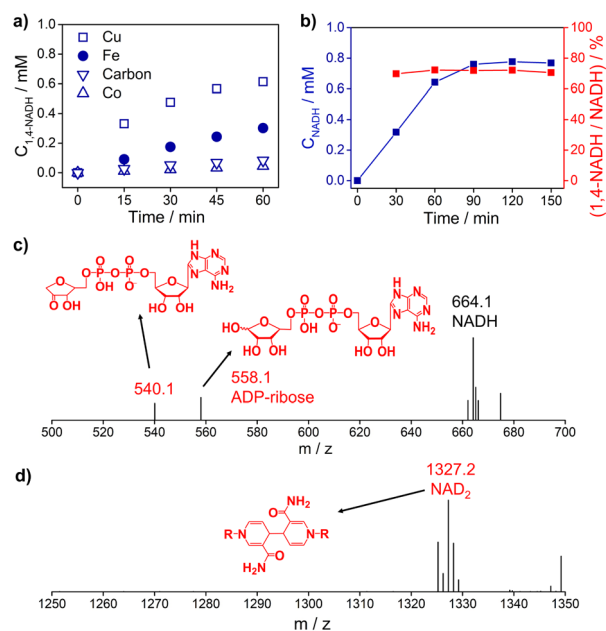 a)
C1,4-NADH / mM
1.0
0.8
0.6
0.4
0.2
0.0
Cu
Fe
Carbon
Co
0 15 30 45 60
Time / min
b)
CNADH / mM
1.0
0.8
0.6
0.4
0.2
0.0
0 30 60 90 120 150
Time / min
100
80
60
40
20
0
(1,4-NADH / NADH) / %
c)
O
O
OH
O
O
P
OH
O
O
P
O-
O
O
OH OH
H
N
N
N
N
NH2
HO
O
OH OH
O
O
P
OH
O
O
P
O-
O
O
OH OH
H
N
N
N
N
NH2
540.1
558.1
ADP-ribose
664.1
NADH
500 520 540 560 580 600 620 640 660 680 700
m / z
d)
1327.2
NAD2
NH2
O
R-N
N-R
O
H2N
1250 1260 1270 1280 1290 1300 1310 1320 1330 1340 1350
m / z